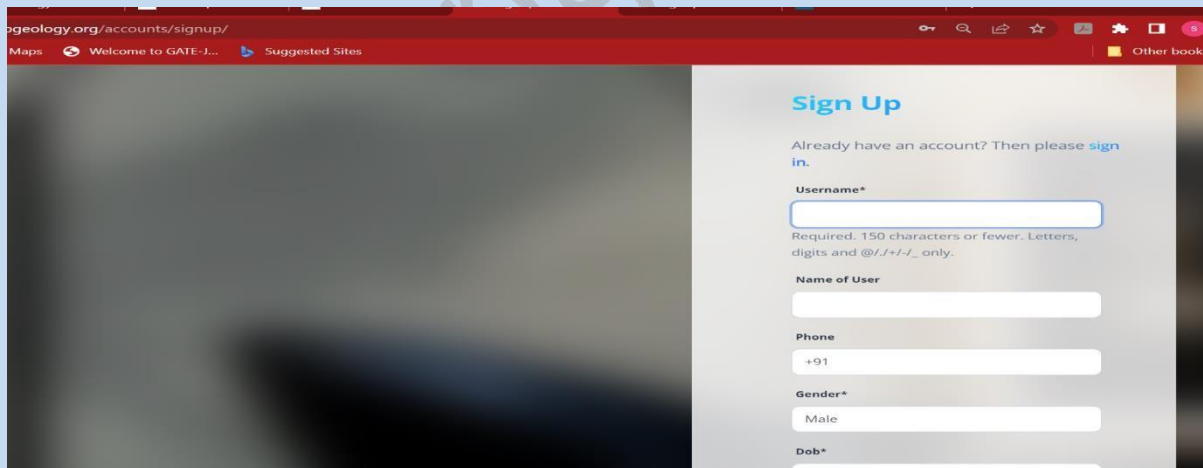 ogeology.org/accounts/signup/
Maps Welcome to GATE-J... Suggested Sites Other book
Sign Up
Already have an account? Then please sign
in.
Username*
Required. 150 characters or fewer. Letters,
digits and @/./+/-/_ only.
Name of User
Phone
+91
Gender*
Male
Dob*